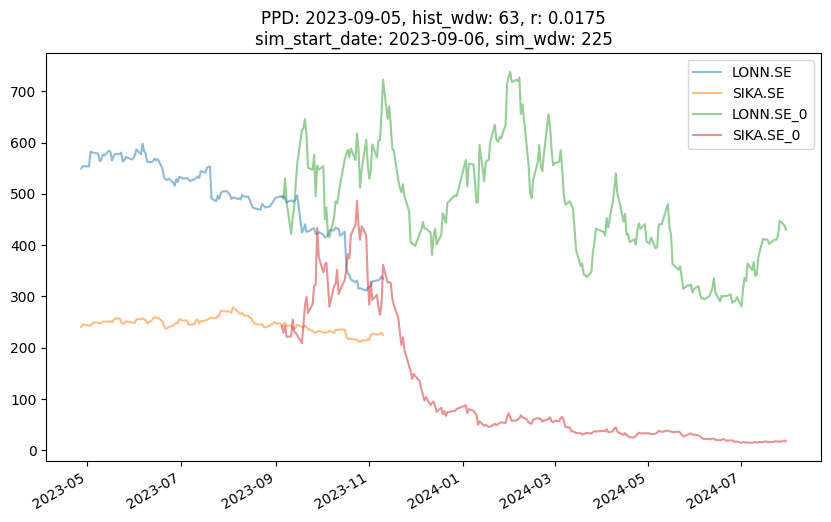 PPD: 2023-09-05, hist_wdw: 63, r: 0.0175
sim_start_date: 2023-09-06, sim_wdw: 225
LONN.SE
SIKA.SE
LONN.SE_0
SIKA.SE_0
700
600
500
400
300
200
100
0
2023-05
2023-07
2023-09
2023-11
2024-01
2024-03
2024-05
2024-07